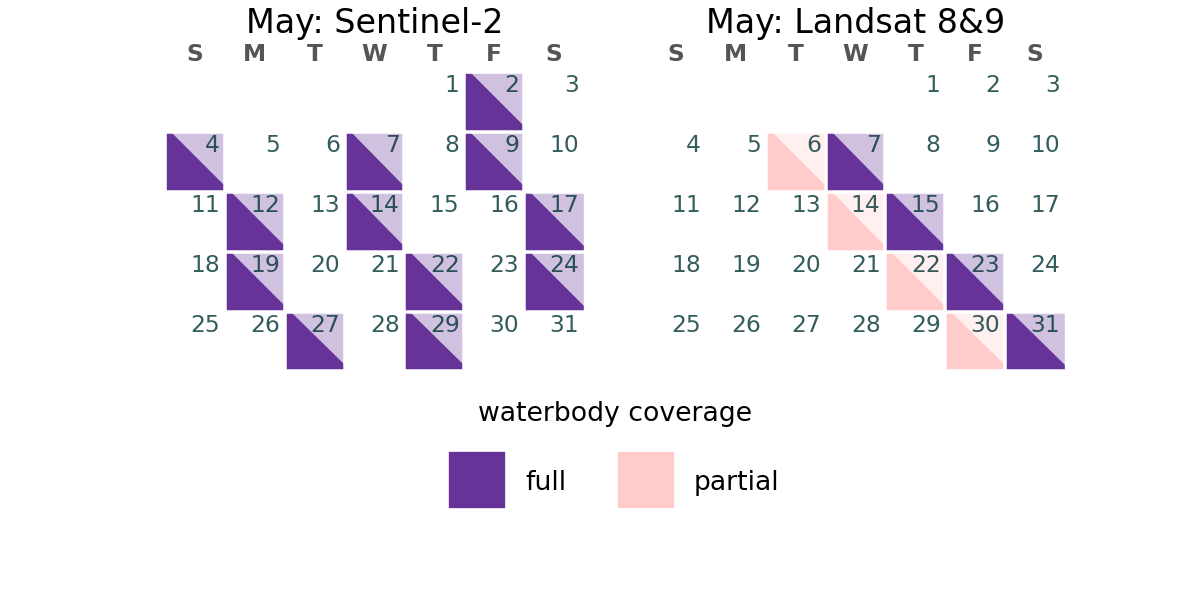 May: Sentinel-2
S M T W T F S
1 2 3
4 5 6 7 8 9 10
11 12 13 14 15 16 17
18 19 20 21 22 23 24
25 26 27 28 29 30 31
May: Landsat 8&9
S M T W T F S
1 2 3
4 5 6 7 8 9 10
11 12 13 14 15 16 17
18 19 20 21 22 23 24
25 26 27 28 29 30 31
waterbody coverage
full
partial